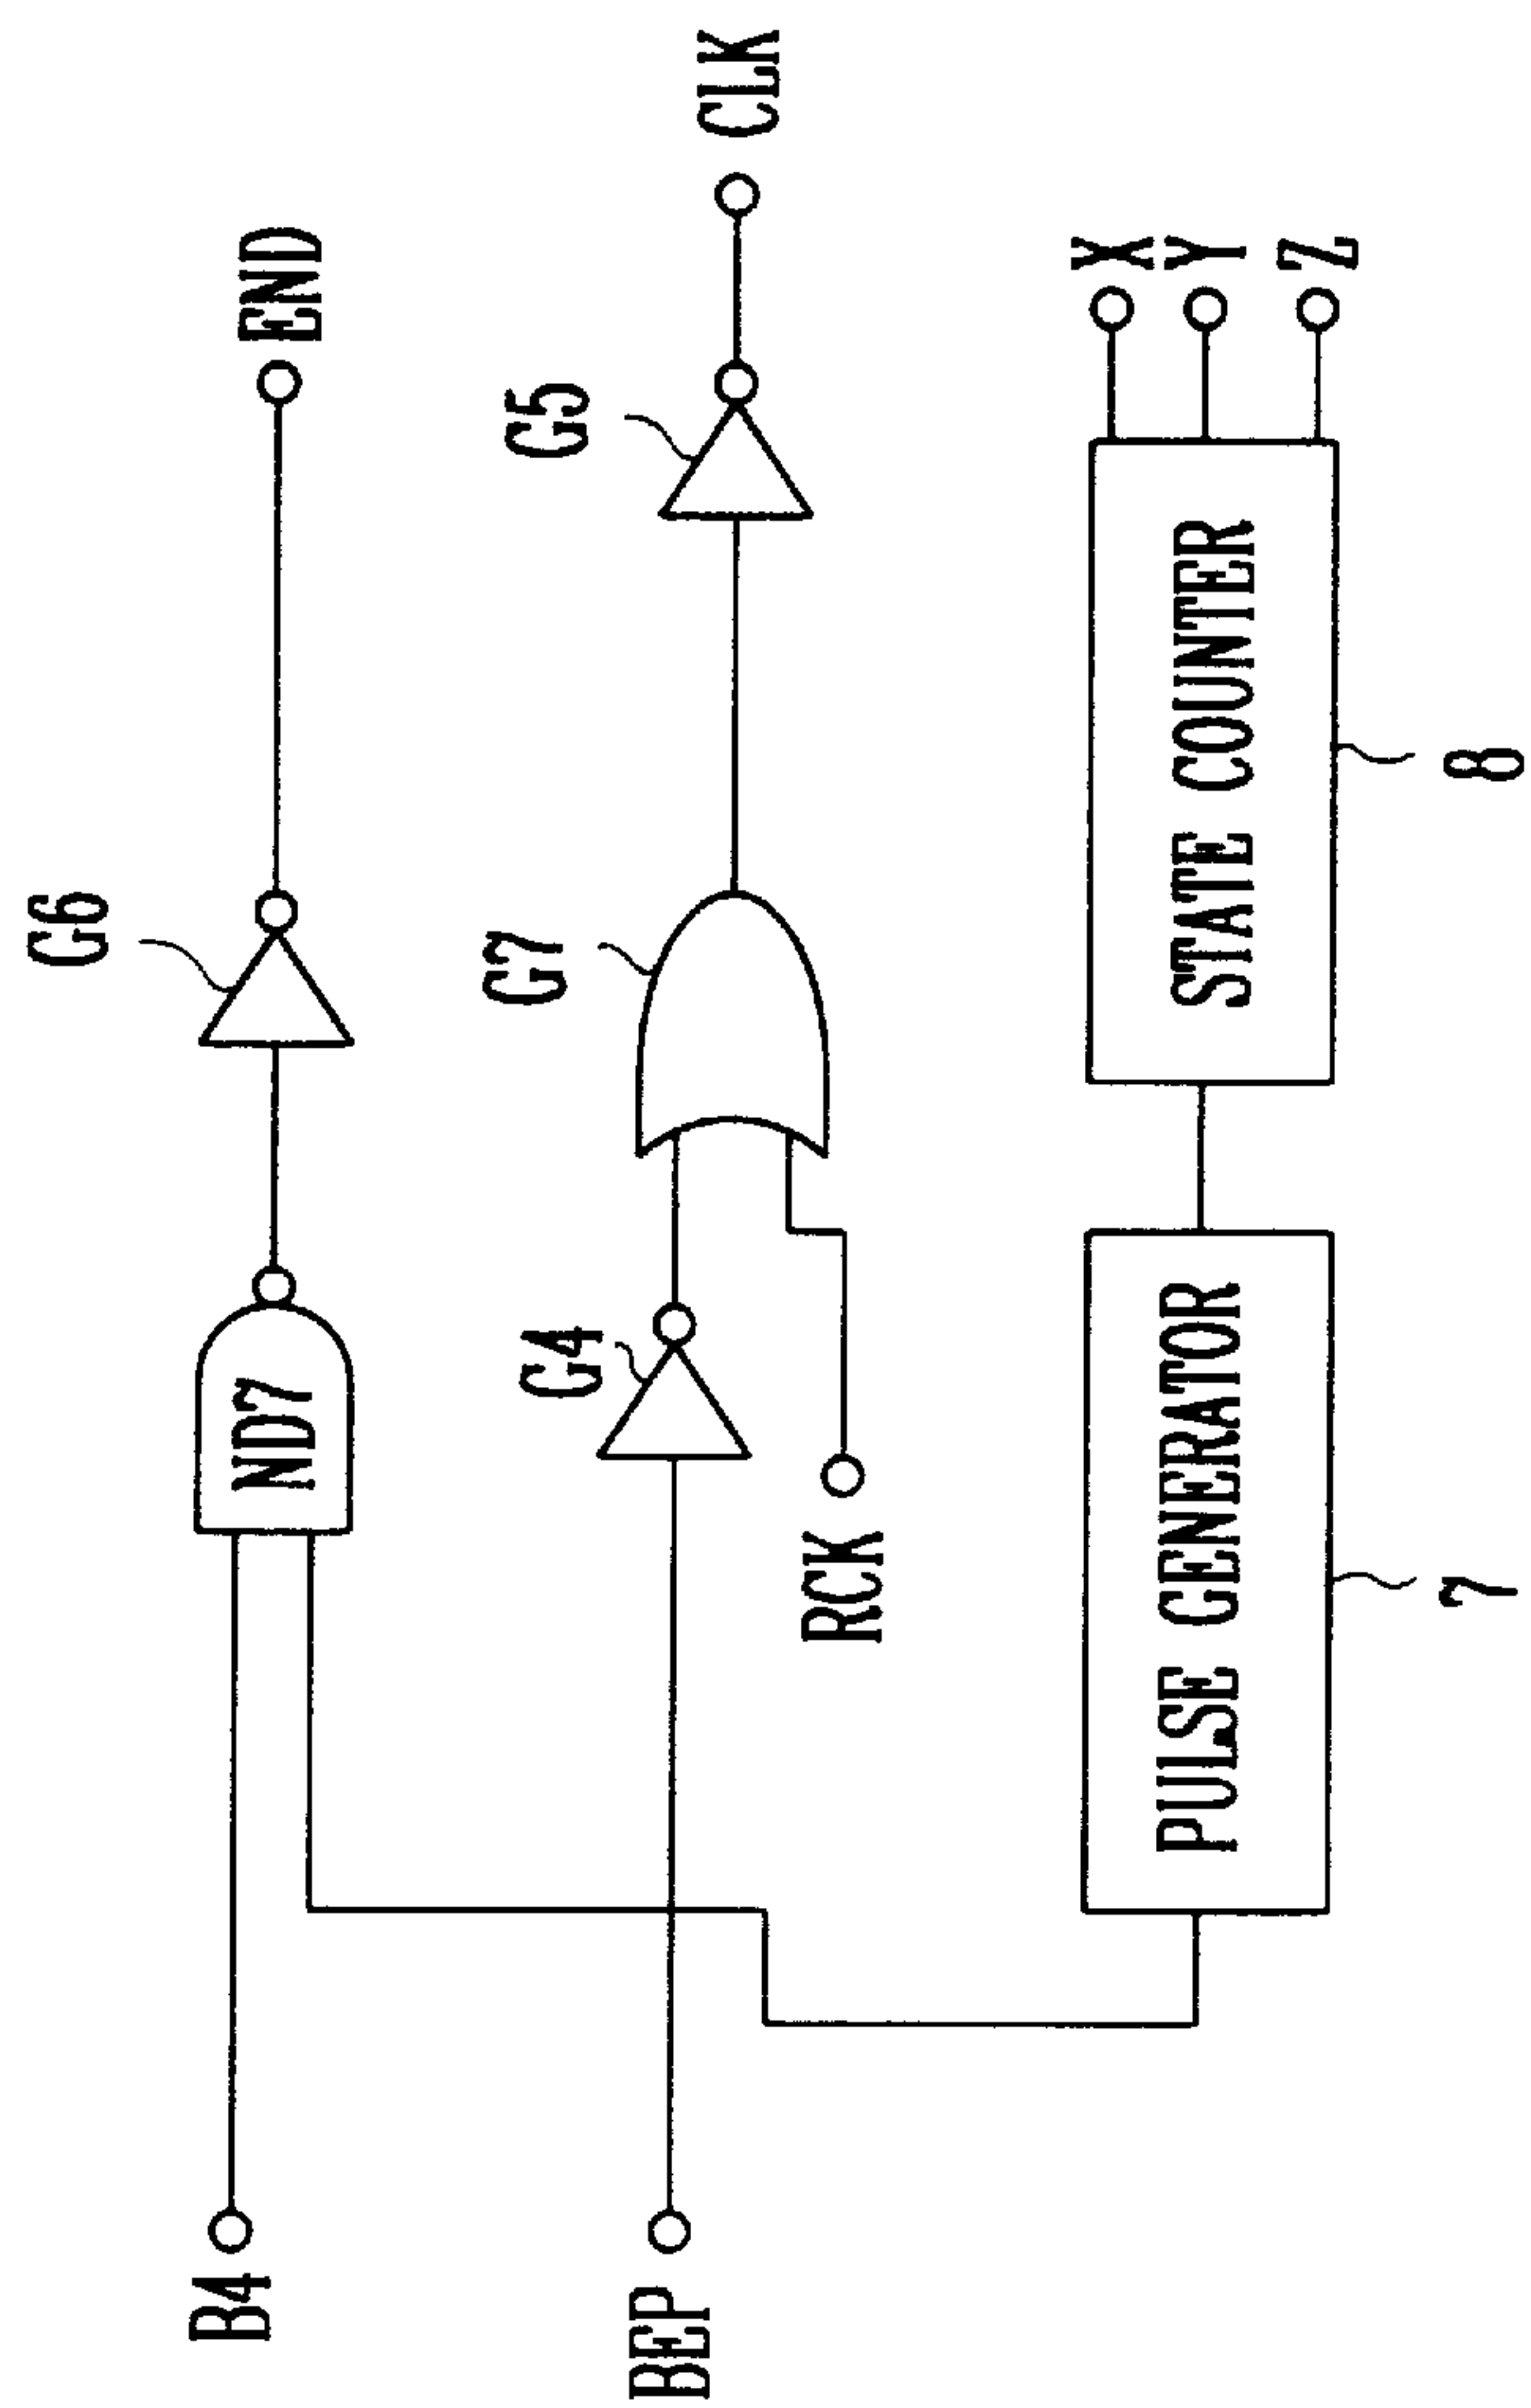 B4
ND7
G6
END
BEP
G4
G7
G5
CLK
RCK
PULSE GENERATOR
7
STATE COUNTER
8
X
Y
Z